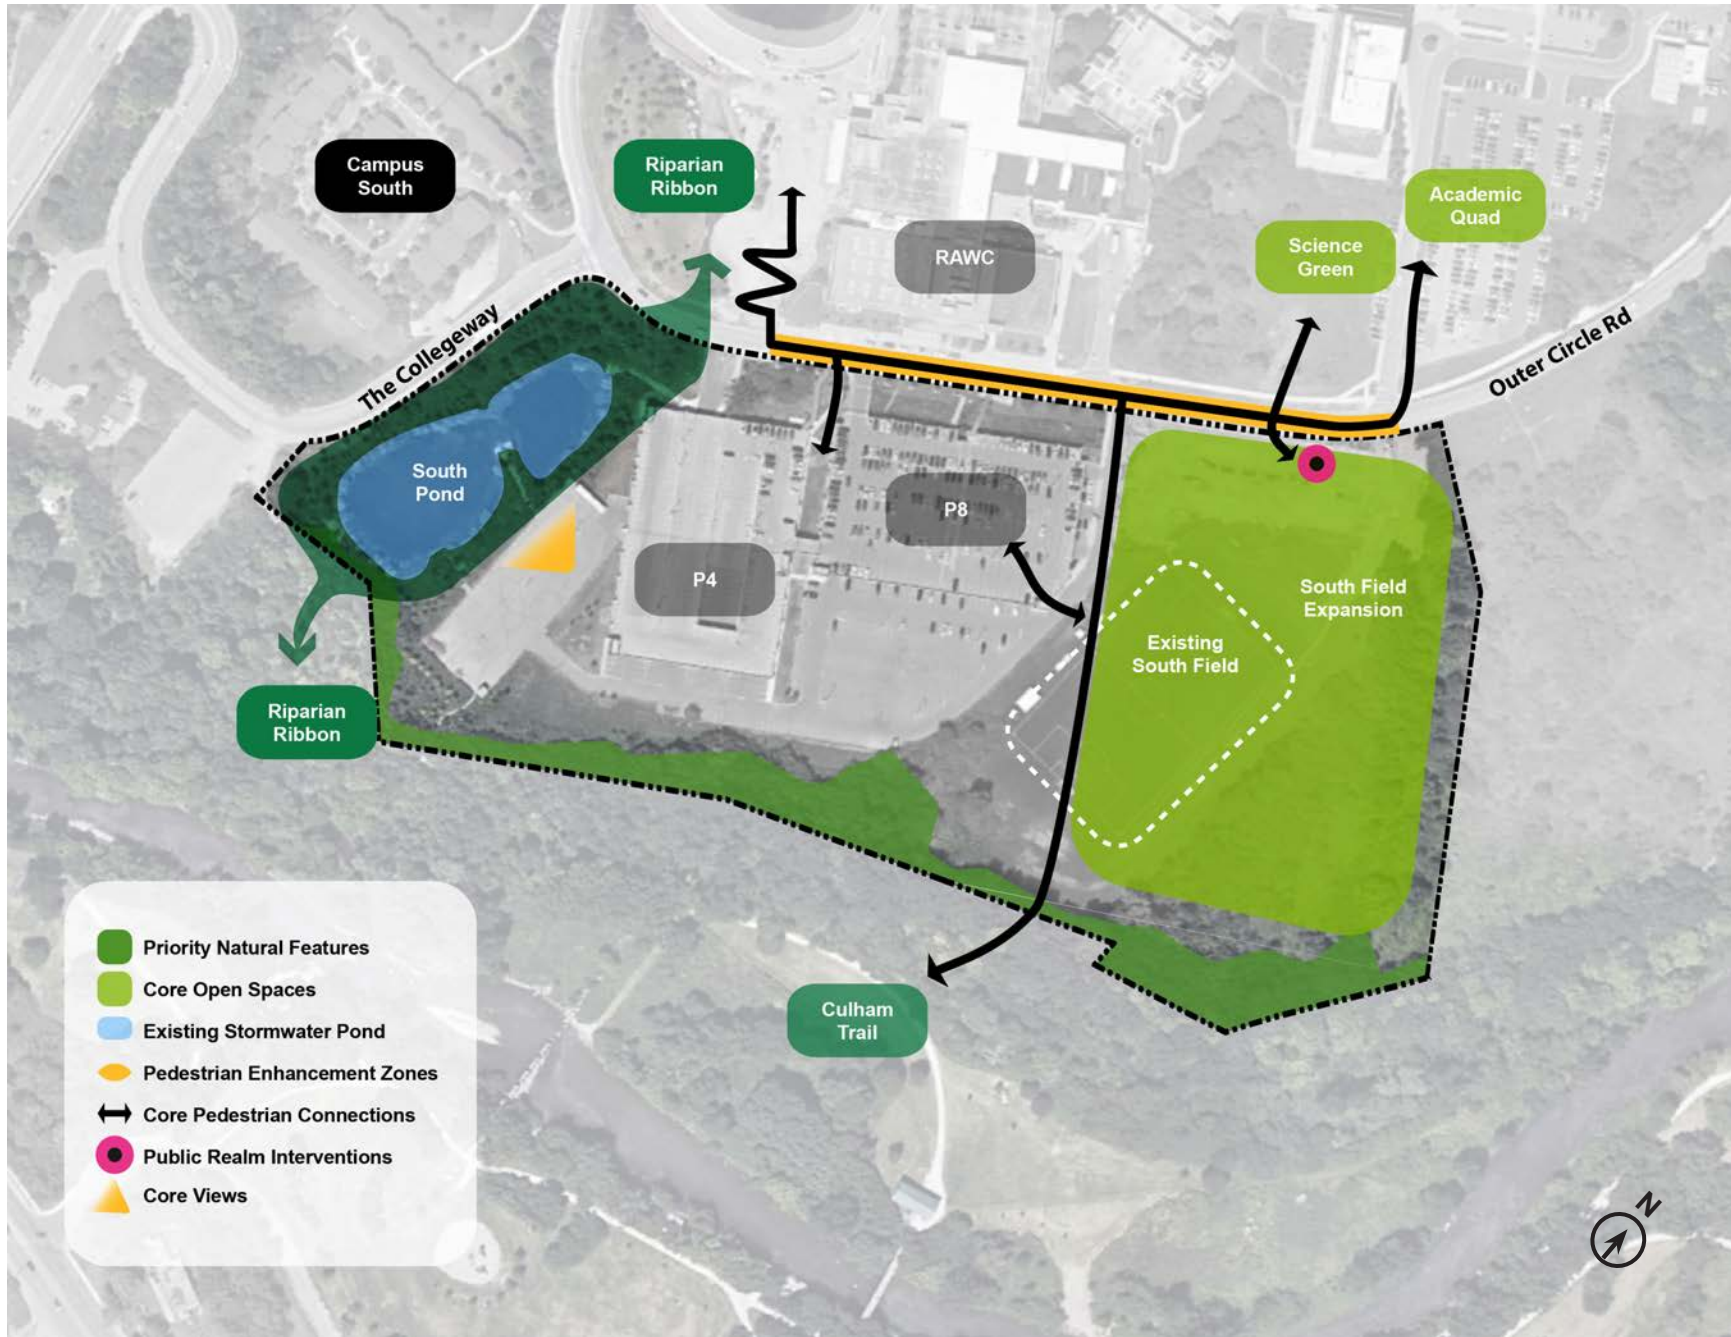 Campus
South
Riparian
Ribbon
RAWC
Science
Green
Academic
Quad
The Collegeway
Outer Circle Rd
South
Pond
P8
P4
South Field
Expansion
Existing
South Field
Riparian
Ribbon
Culham
Trail
Priority Natural Features
Core Open Spaces
Existing Stormwater Pond
Pedestrian Enhancement Zones
Core Pedestrian Connections
Public Realm Interventions
Core Views
N